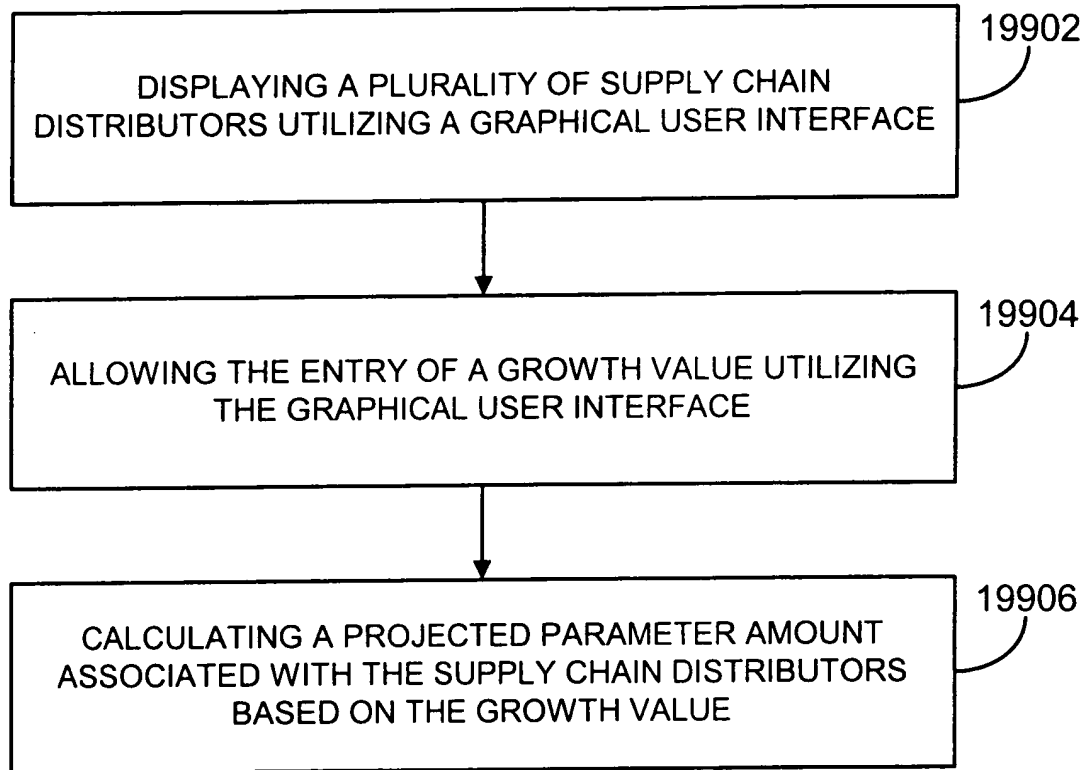 19902
DISPLAYING A PLURALITY OF SUPPLY CHAIN
DISTRIBUTORS UTILIZING A GRAPHICAL USER INTERFACE
19904
ALLOWING THE ENTRY OF A GROWTH VALUE UTILIZING
THE GRAPHICAL USER INTERFACE
19906
CALCULATING A PROJECTED PARAMETER AMOUNT
ASSOCIATED WITH THE SUPPLY CHAIN DISTRIBUTORS
BASED ON THE GROWTH VALUE